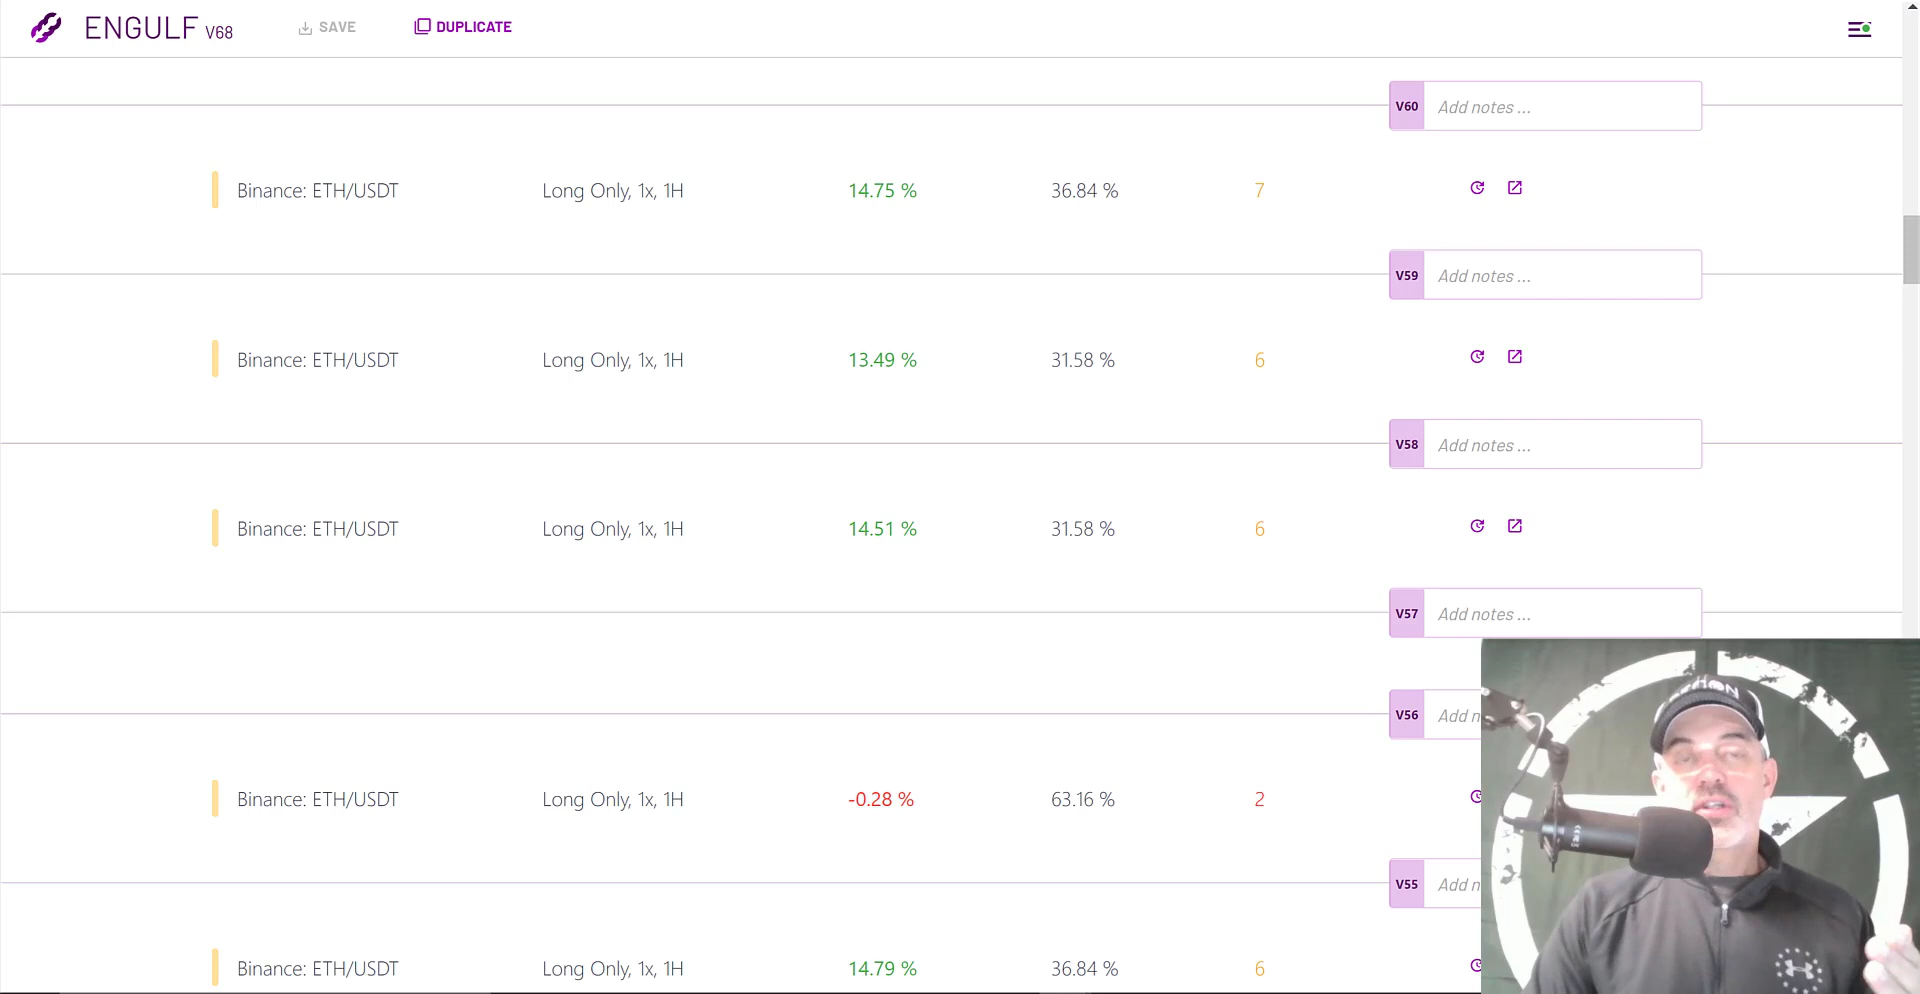 ENGULF V68 SAVE DUPLICATE
V60 Add notes ...
Binance: ETH/USDT Long Only, 1x, 1H 14.75 % 36.84 % 7
V59 Add notes ...
Binance: ETH/USDT Long Only, 1x, 1H 13.49 % 31.58 % 6
V58 Add notes ...
Binance: ETH/USDT Long Only, 1x, 1H 14.51 % 31.58 % 6
V57 Add notes ...
V56 Add n
Binance: ETH/USDT Long Only, 1x, 1H -0.28 % 63.16 % 2
V55 Add n
Binance: ETH/USDT Long Only, 1x, 1H 14.79 % 36.84 % 6